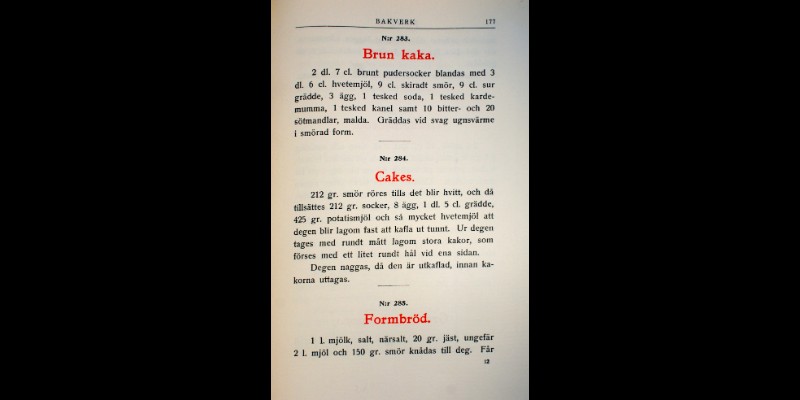 BAKVERK 177
N:r 283.
Brun kaka.
2 dl. 7 cl. brunt pudersocker blandas med 3
dl. 6 cl. hvetemjöl, 9 cl. skiradt smör, 9 cl. sur
grädde, 3 ägg, 1 tesked soda, 1 tesked karde-
mumma, 1 tesked kanel samt 10 bitter- och 20
sötmandlar, malda. Gräddas vid svag ugnsvärme
i smörad form.
N:r 284.
Cakes.
212 gr. smör röres tills det blir hvitt, och då
tillsättes 212 gr. socker, 8 ägg, 1 dl. 5 cl. grädde,
425 gr. potatismjöl och så mycket hvetemjöl att
degen blir lagom fast att kafla ut tunnt. Ur degen
tages med rundt mått lagom stora kakor, som
förses med ett litet rundt hål vid ena sidan.
Degen naggas, då den är utkaflad, innan ka-
korna uttagas.
N:r 285.
Formbröd.
1 l. mjölk, salt, närsalt, 20 gr. jäst, ungefär
2 l. mjöl och 150 gr. smör knådas till deg. Får
12